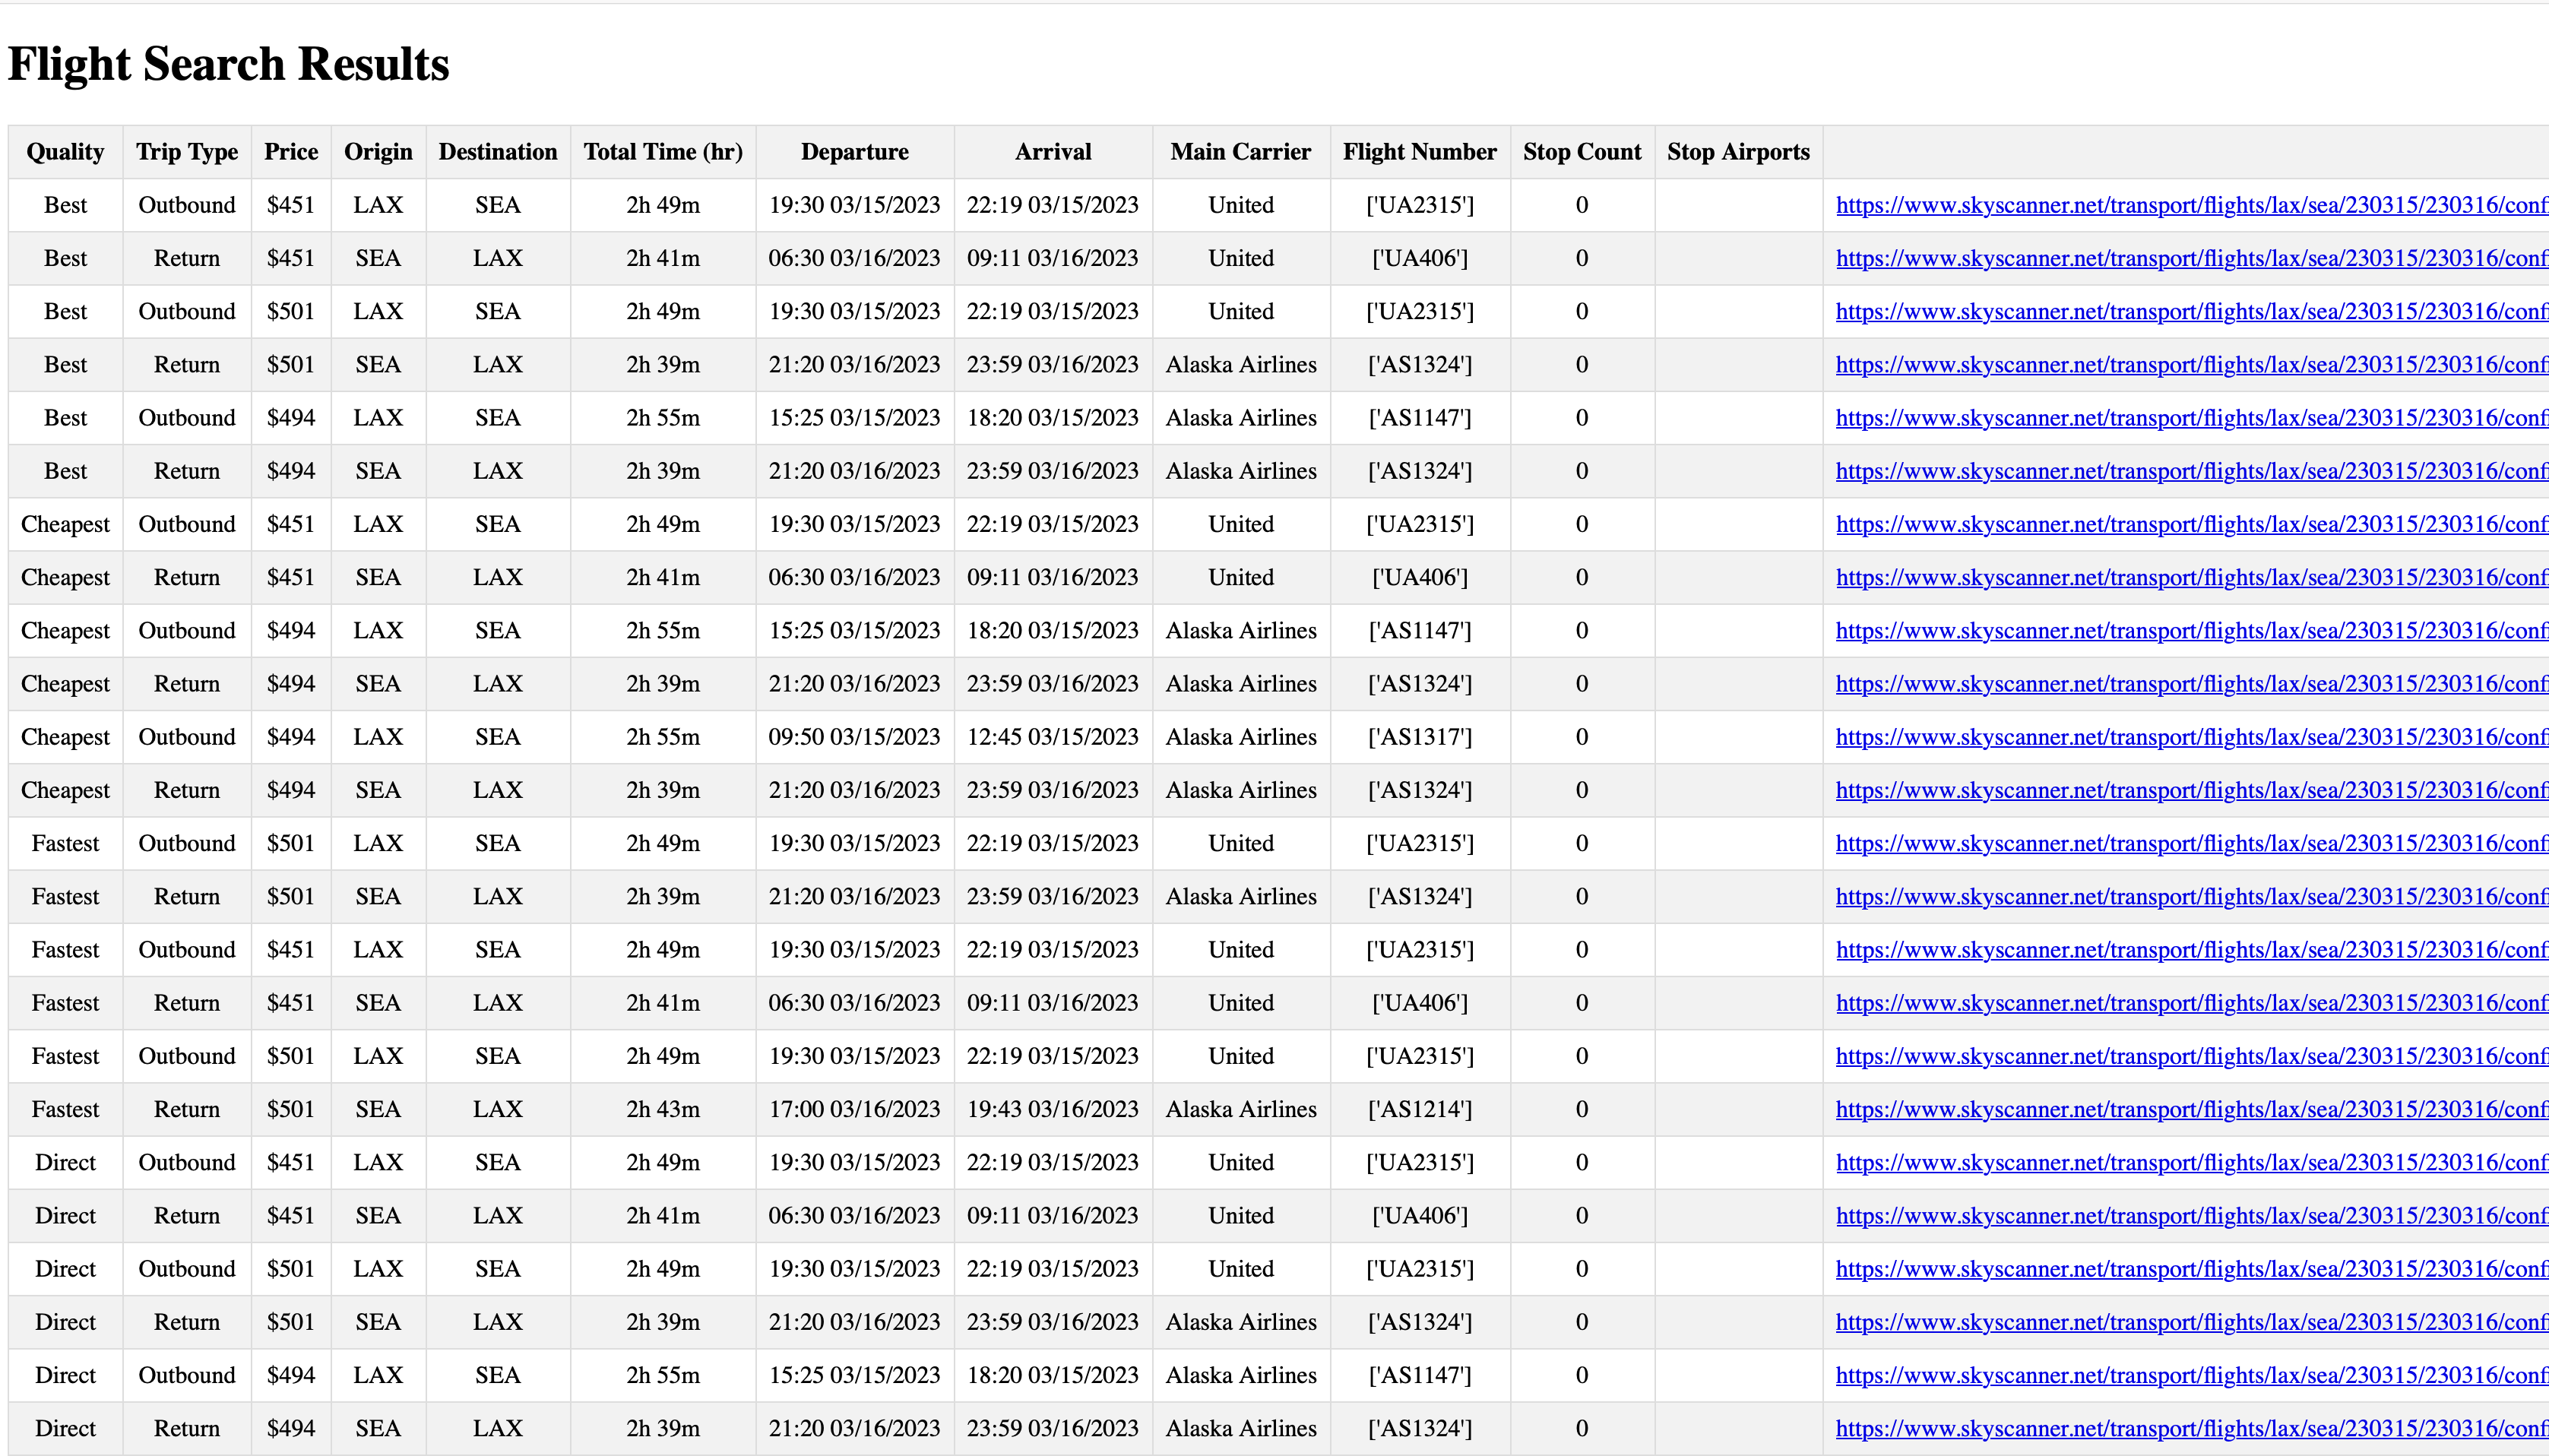 Flight Search Results
Quality Trip Type Price Origin Destination Total Time (hr) Departure Arrival Main Carrier Flight Number Stop Count Stop Airports
Best Outbound $451 LAX SEA 2h 49m 19:30 03/15/2023 22:19 03/15/2023 United ['UA2315'] 0 https://www.skyscanner.net/transport/flights/lax/sea/230315/230316/confi
Best Return $451 SEA LAX 2h 41m 06:30 03/16/2023 09:11 03/16/2023 United ['UA406'] 0 https://www.skyscanner.net/transport/flights/lax/sea/230315/230316/confi
Best Outbound $501 LAX SEA 2h 49m 19:30 03/15/2023 22:19 03/15/2023 United ['UA2315'] 0 https://www.skyscanner.net/transport/flights/lax/sea/230315/230316/confi
Best Return $501 SEA LAX 2h 39m 21:20 03/16/2023 23:59 03/16/2023 Alaska Airlines ['AS1324'] 0 https://www.skyscanner.net/transport/flights/lax/sea/230315/230316/confi
Best Outbound $494 LAX SEA 2h 55m 15:25 03/15/2023 18:20 03/15/2023 Alaska Airlines ['AS1147'] 0 https://www.skyscanner.net/transport/flights/lax/sea/230315/230316/confi
Best Return $494 SEA LAX 2h 39m 21:20 03/16/2023 23:59 03/16/2023 Alaska Airlines ['AS1324'] 0 https://www.skyscanner.net/transport/flights/lax/sea/230315/230316/confi
Cheapest Outbound $451 LAX SEA 2h 49m 19:30 03/15/2023 22:19 03/15/2023 United ['UA2315'] 0 https://www.skyscanner.net/transport/flights/lax/sea/230315/230316/confi
Cheapest Return $451 SEA LAX 2h 41m 06:30 03/16/2023 09:11 03/16/2023 United ['UA406'] 0 https://www.skyscanner.net/transport/flights/lax/sea/230315/230316/confi
Cheapest Outbound $494 LAX SEA 2h 55m 15:25 03/15/2023 18:20 03/15/2023 Alaska Airlines ['AS1147'] 0 https://www.skyscanner.net/transport/flights/lax/sea/230315/230316/confi
Cheapest Return $494 SEA LAX 2h 39m 21:20 03/16/2023 23:59 03/16/2023 Alaska Airlines ['AS1324'] 0 https://www.skyscanner.net/transport/flights/lax/sea/230315/230316/confi
Cheapest Outbound $494 LAX SEA 2h 55m 09:50 03/15/2023 12:45 03/15/2023 Alaska Airlines ['AS1317'] 0 https://www.skyscanner.net/transport/flights/lax/sea/230315/230316/confi
Cheapest Return $494 SEA LAX 2h 39m 21:20 03/16/2023 23:59 03/16/2023 Alaska Airlines ['AS1324'] 0 https://www.skyscanner.net/transport/flights/lax/sea/230315/230316/confi
Fastest Outbound $501 LAX SEA 2h 49m 19:30 03/15/2023 22:19 03/15/2023 United ['UA2315'] 0 https://www.skyscanner.net/transport/flights/lax/sea/230315/230316/confi
Fastest Return $501 SEA LAX 2h 39m 21:20 03/16/2023 23:59 03/16/2023 Alaska Airlines ['AS1324'] 0 https://www.skyscanner.net/transport/flights/lax/sea/230315/230316/confi
Fastest Outbound $451 LAX SEA 2h 49m 19:30 03/15/2023 22:19 03/15/2023 United ['UA2315'] 0 https://www.skyscanner.net/transport/flights/lax/sea/230315/230316/confi
Fastest Return $451 SEA LAX 2h 41m 06:30 03/16/2023 09:11 03/16/2023 United ['UA406'] 0 https://www.skyscanner.net/transport/flights/lax/sea/230315/230316/confi
Fastest Outbound $501 LAX SEA 2h 49m 19:30 03/15/2023 22:19 03/15/2023 United ['UA2315'] 0 https://www.skyscanner.net/transport/flights/lax/sea/230315/230316/confi
Fastest Return $501 SEA LAX 2h 43m 17:00 03/16/2023 19:43 03/16/2023 Alaska Airlines ['AS1214'] 0 https://www.skyscanner.net/transport/flights/lax/sea/230315/230316/confi
Direct Outbound $451 LAX SEA 2h 49m 19:30 03/15/2023 22:19 03/15/2023 United ['UA2315'] 0 https://www.skyscanner.net/transport/flights/lax/sea/230315/230316/confi
Direct Return $451 SEA LAX 2h 41m 06:30 03/16/2023 09:11 03/16/2023 United ['UA406'] 0 https://www.skyscanner.net/transport/flights/lax/sea/230315/230316/confi
Direct Outbound $501 LAX SEA 2h 49m 19:30 03/15/2023 22:19 03/15/2023 United ['UA2315'] 0 https://www.skyscanner.net/transport/flights/lax/sea/230315/230316/confi
Direct Return $501 SEA LAX 2h 39m 21:20 03/16/2023 23:59 03/16/2023 Alaska Airlines ['AS1324'] 0 https://www.skyscanner.net/transport/flights/lax/sea/230315/230316/confi
Direct Outbound $494 LAX SEA 2h 55m 15:25 03/15/2023 18:20 03/15/2023 Alaska Airlines ['AS1147'] 0 https://www.skyscanner.net/transport/flights/lax/sea/230315/230316/confi
Direct Return $494 SEA LAX 2h 39m 21:20 03/16/2023 23:59 03/16/2023 Alaska Airlines ['AS1324'] 0 https://www.skyscanner.net/transport/flights/lax/sea/230315/230316/confi